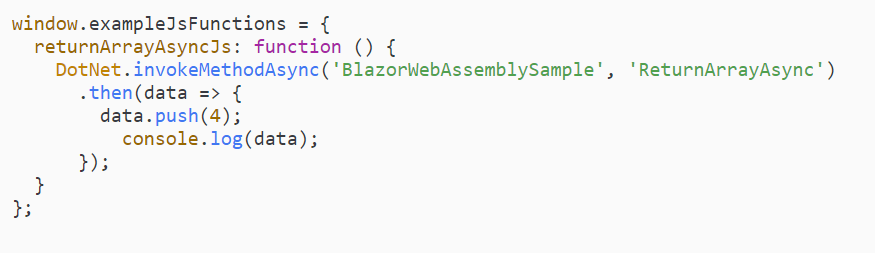 window.exampleJsFunctions = {
  returnArrayAsyncJs: function () {
    DotNet.invokeMethodAsync('BlazorWebAssemblySample', 'ReturnArrayAsync')
      .then(data => {
        data.push(4);
          console.log(data);
      });
  }
};